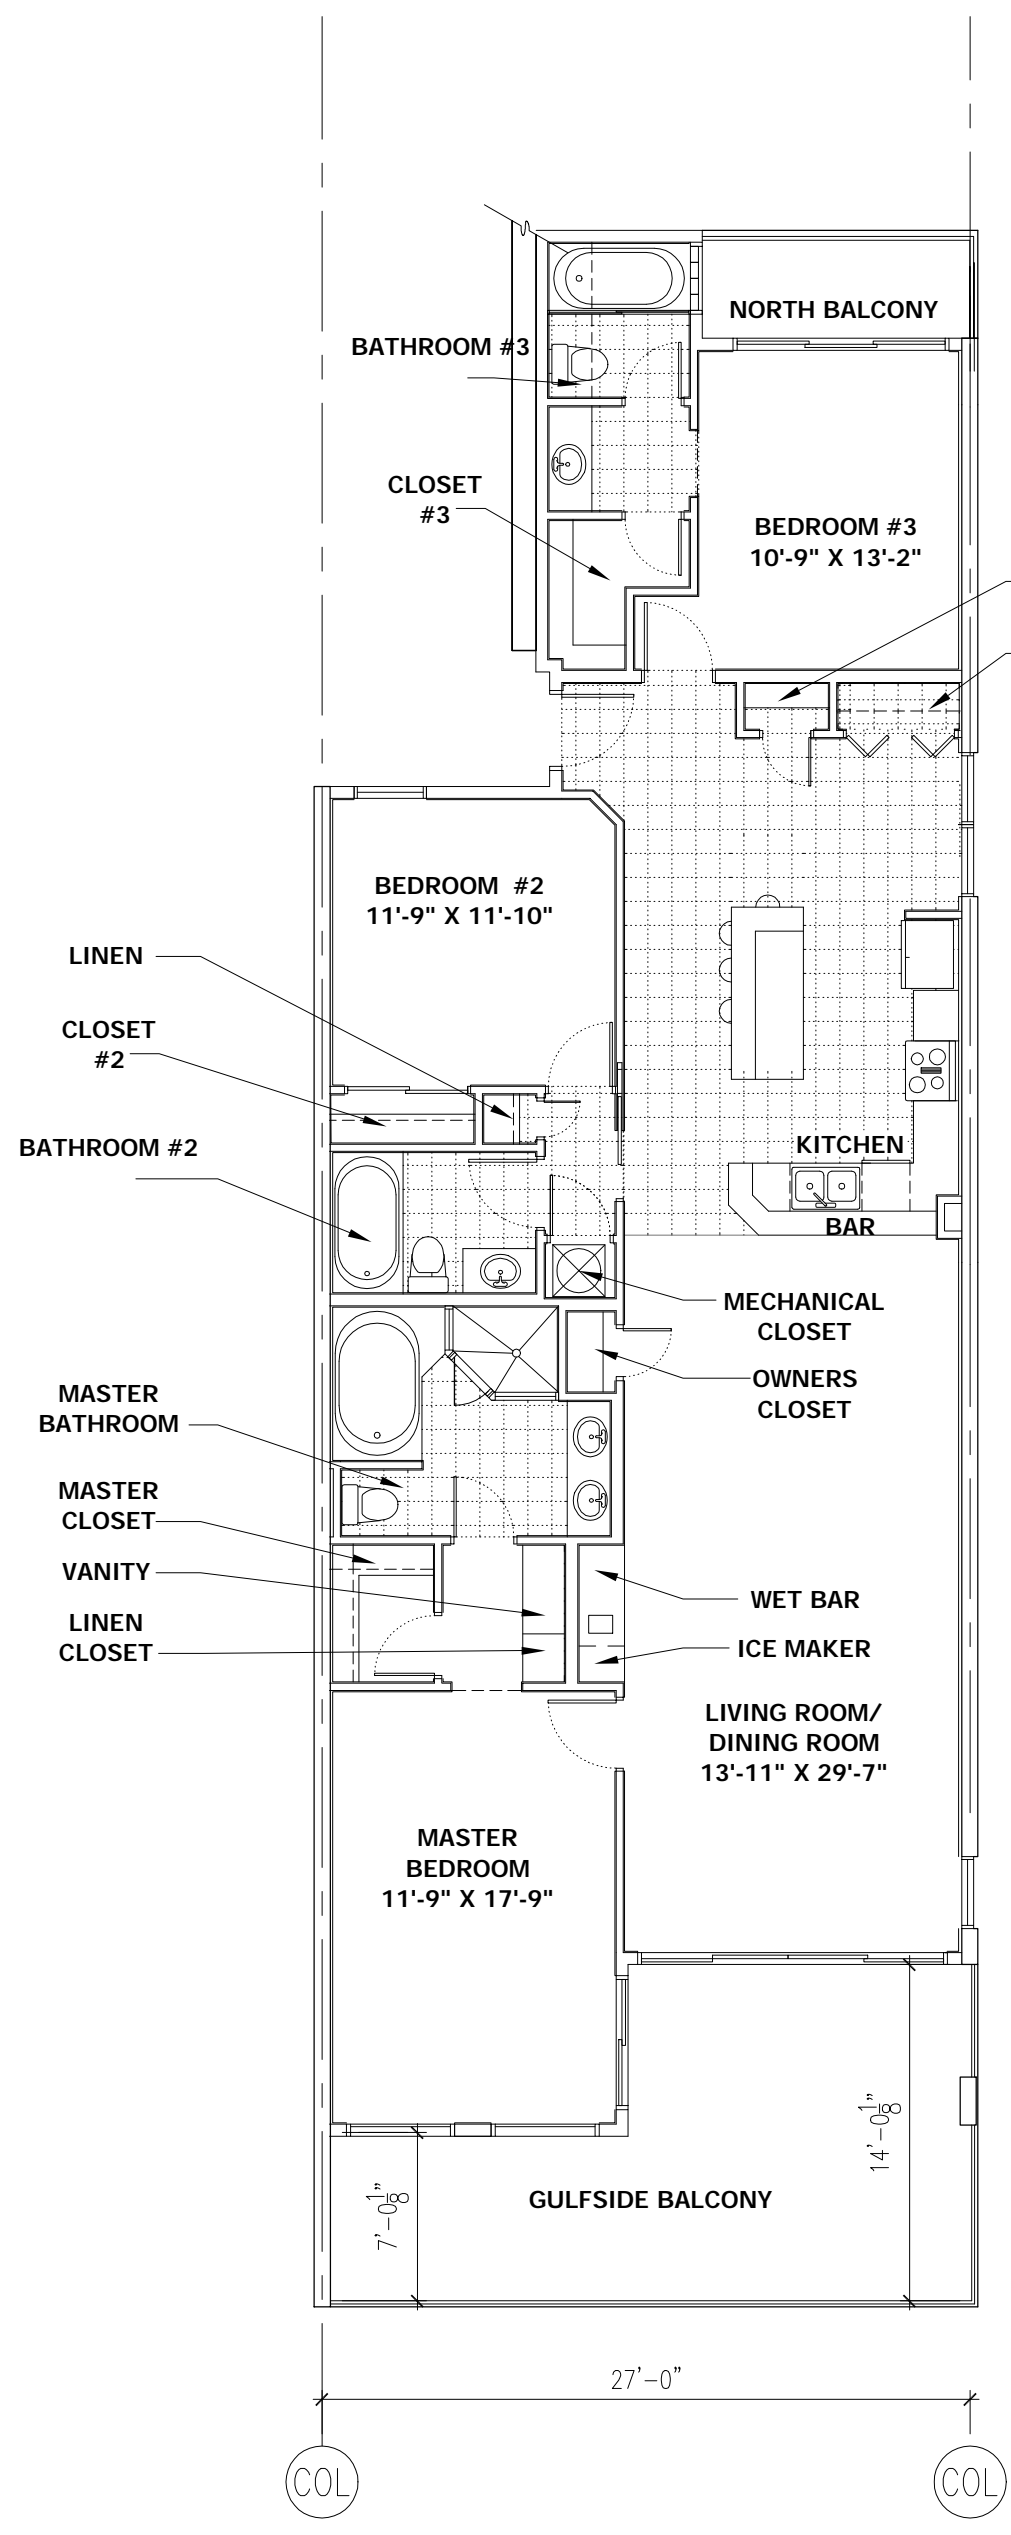 NORTH BALCONY
BATHROOM #3
CLOSET
#3
BEDROOM #3
10'-9" X 13'-2"
BEDROOM #2
11'-9" X 11'-10"
LINEN
CLOSET
#2
BATHROOM #2
KITCHEN
BAR
MECHANICAL
CLOSET
OWNERS
CLOSET
MASTER
BATHROOM
MASTER
CLOSET
VANITY
LINEN
CLOSET
WET BAR
ICE MAKER
LIVING ROOM/
DINING ROOM
13'-11" X 29'-7"
MASTER
BEDROOM
11'-9" X 17'-9"
14'-0 1/8"
7'-0 1/8"
GULFSIDE BALCONY
27'-0"
COL
COL